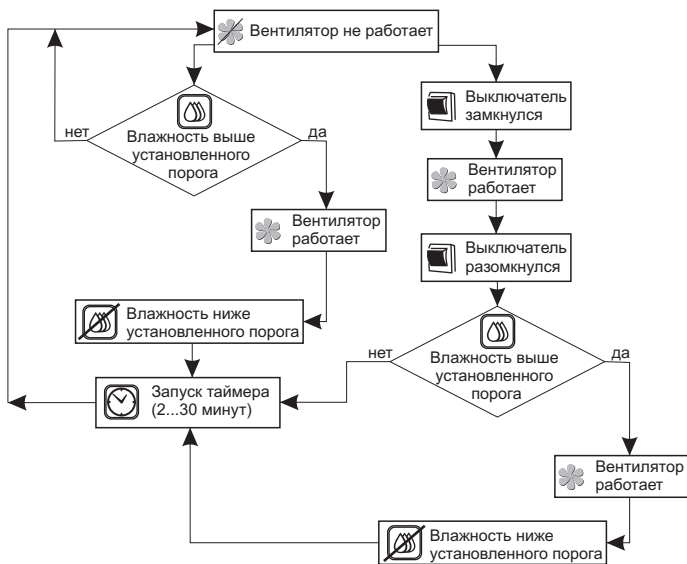 Вентилятор не работает
Выключатель
замкнулся
нет
Влажность выше
установленного
порога
да
Вентилятор
работает
Вентилятор
работает
Выключатель
разомкнулся
Влажность ниже
установленного порога
нет
Влажность выше
установленного
порога
да
Запуск таймера
(2...30 минут)
Вентилятор
работает
Влажность ниже
установленного порога